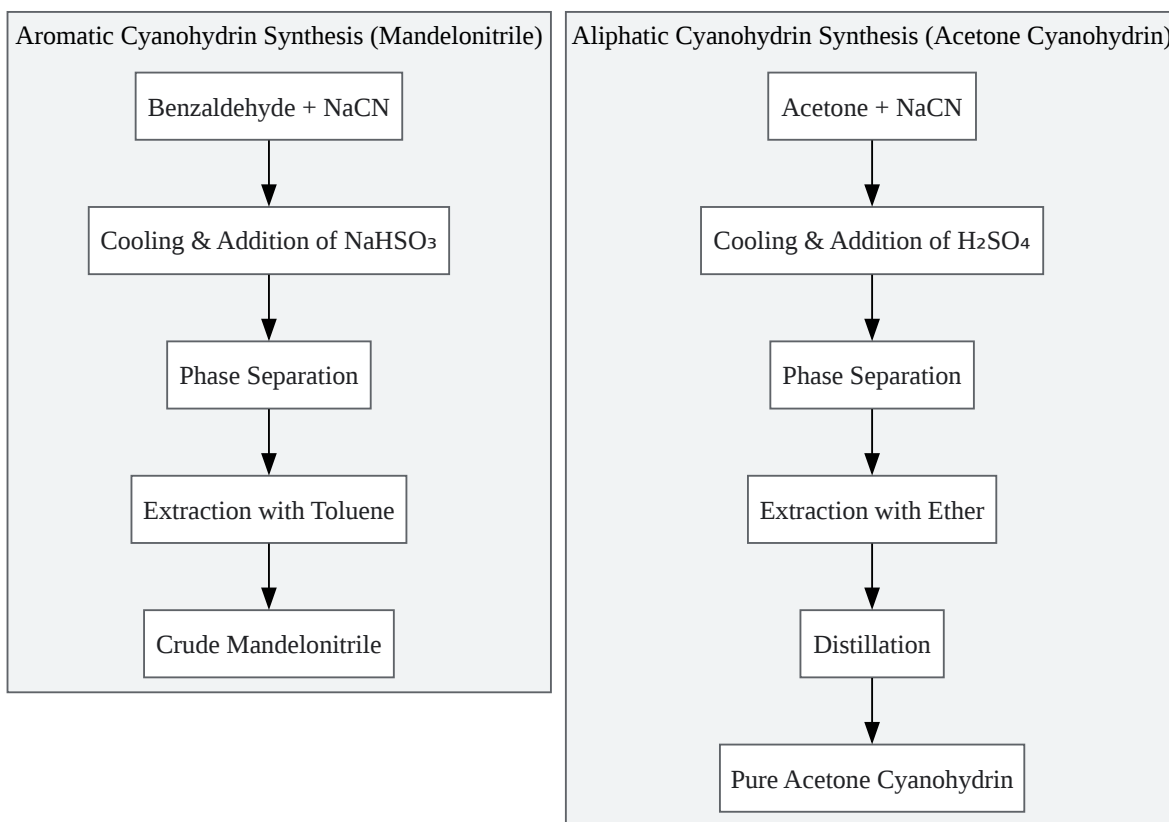 Aromatic Cyanohydrin Synthesis (Mandelonitrile)
Benzaldehyde + NaCN
Cooling & Addition of NaHSO₃
Phase Separation
Extraction with Toluene
Crude Mandelonitrile
Aliphatic Cyanohydrin Synthesis (Acetone Cyanohydrin)
Acetone + NaCN
Cooling & Addition of H₂SO₄
Phase Separation
Extraction with Ether
Distillation
Pure Acetone Cyanohydrin